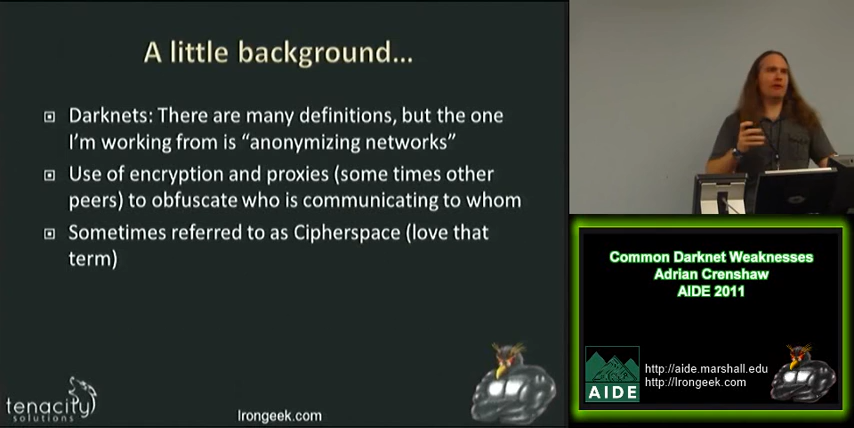 A little background...
Darknets: There are many definitions, but the one
I'm working from is “anonymizing networks”
Use of encryption and proxies (some times other
peers) to obfuscate who is communicating to whom
Sometimes referred to as Cipherspace (love that
term)
tenacity
solutions
Irongeek.com
Common Darknet Weaknesses
Adrian Crenshaw
AIDE 2011
AIDE
http://aide.marshall.edu
http://Irongeek.com